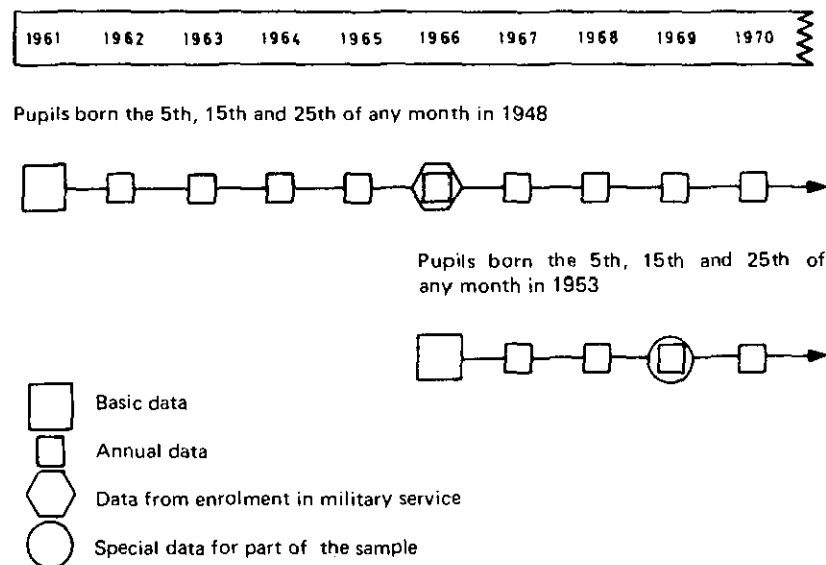 1961 1962 1963 1964 1965 1966 1967 1968 1969 1970
Pupils born the 5th, 15th and 25th of any month in 1948
Pupils born the 5th, 15th and 25th of
any month in 1953
Basic data
Annual data
Data from enrolment in military service
Special data for part of the sample